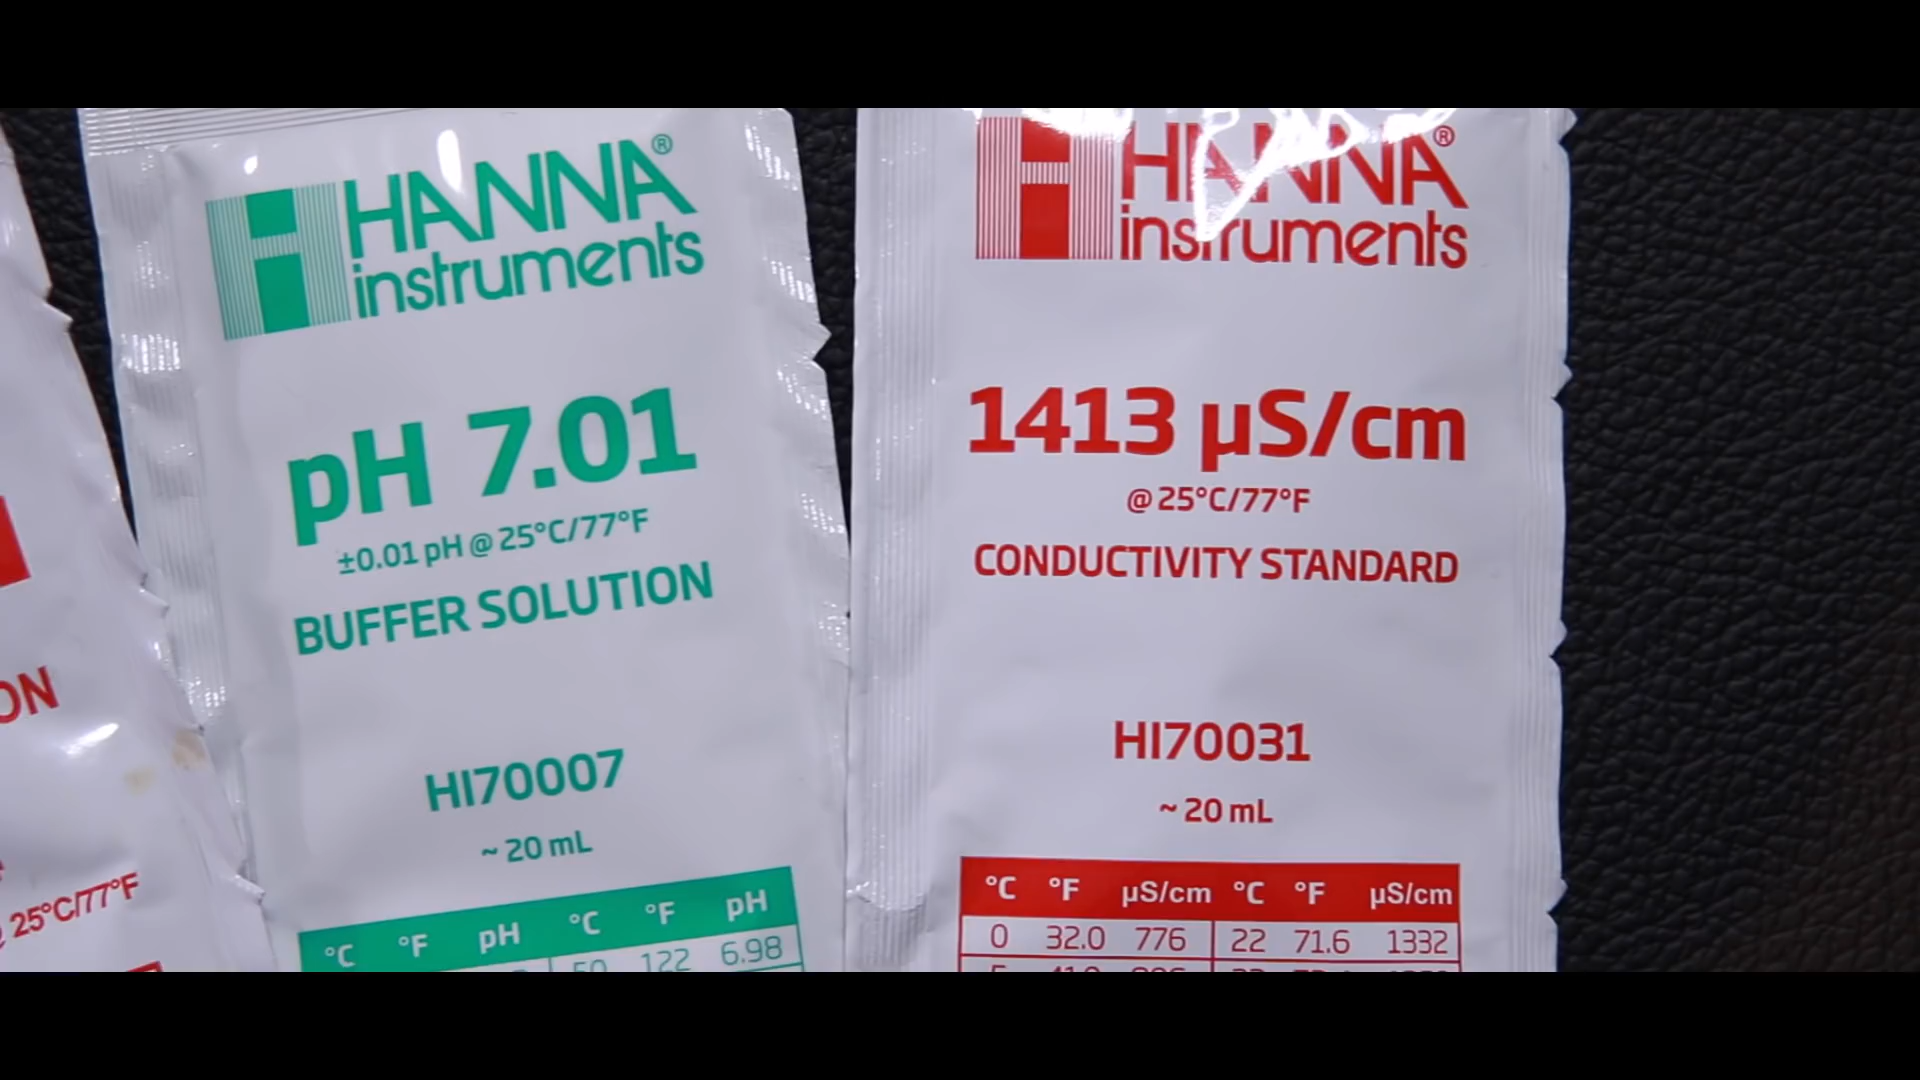 HANNA®
instruments
pH 7.01
±0.01 pH @ 25°C/77°F
BUFFER SOLUTION
HI70007
~ 20 mL
°C °F pH °C °F pH
50 122 6.98
HANNA®
instruments
1413 µS/cm
@ 25°C/77°F
CONDUCTIVITY STANDARD
HI70031
~ 20 mL
°C °F µS/cm °C °F µS/cm
0 32.0 776 22 71.6 1332
ON
25°C/77°F